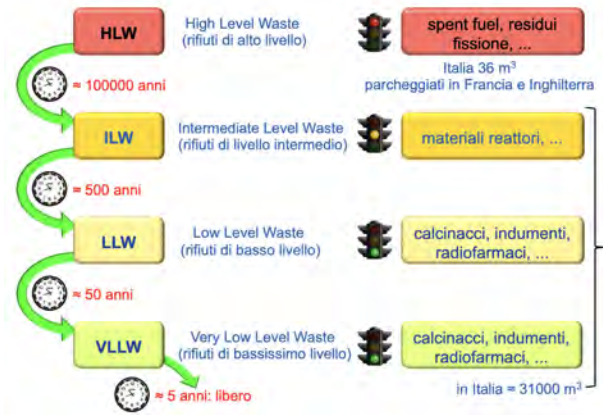 HLW
High Level Waste
(rifiuti di alto livello)
spent fuel, residui
fissione, ...
≈ 100000 anni
Italia 36 m³
parcheggiati in Francia e Inghilterra
ILW
Intermediate Level Waste
(rifiuti di livello intermedio)
materiali reattori, ...
≈ 500 anni
LLW
Low Level Waste
(rifiuti di basso livello)
calcinacci, indumenti,
radiofarmaci, ...
≈ 50 anni
VLLW
Very Low Level Waste
(rifiuti di bassissimo livello)
calcinacci, indumenti,
radiofarmaci, ...
≈ 5 anni: libero
in Italia = 31000 m³